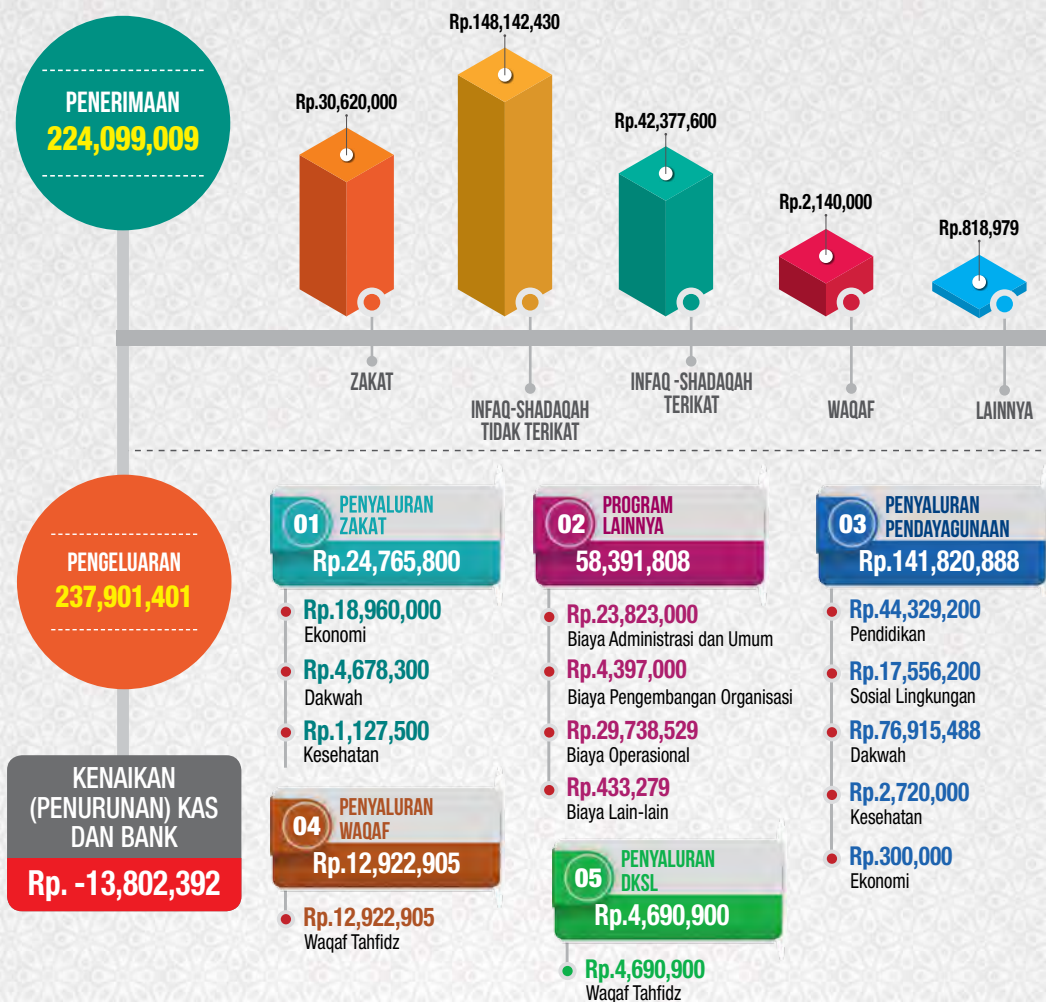 PENERIMAAN
224,099,009
Rp.30,620,000
Rp.148,142,430
Rp.42,377,600
Rp.2,140,000
Rp.818,979
ZAKAT
INFAQ-SHADAQAH
TIDAK TERIKAT
INFAQ -SHADAQAH
TERIKAT
WAQAF
LAINNYA
PENGELUARAN
237,901,401
KENAIKAN
(PENURUNAN) KAS
DAN BANK
Rp. -13,802,392
01
PENYALURAN
ZAKAT
Rp.24,765,800
Rp.18,960,000
Ekonomi
Rp.4,678,300
Dakwah
Rp.1,127,500
Kesehatan
02
PROGRAM
LAINNYA
58,391,808
Rp.23,823,000
Biaya Administrasi dan Umum
Rp.4,397,000
Biaya Pengembangan Organisasi
Rp.29,738,529
Biaya Operasional
Rp.433,279
Biaya Lain-lain
03
PENYALURAN
PENDAYAGUNAAN
Rp.141,820,888
Rp.44,329,200
Pendidikan
Rp.17,556,200
Sosial Lingkungan
Rp.76,915,488
Dakwah
Rp.2,720,000
Kesehatan
Rp.300,000
Ekonomi
04
PENYALURAN
WAQAF
Rp.12,922,905
Rp.12,922,905
Waqaf Tahfidz
05
PENYALURAN
DKSL
Rp.4,690,900
Rp.4,690,900
Waqaf Tahfidz